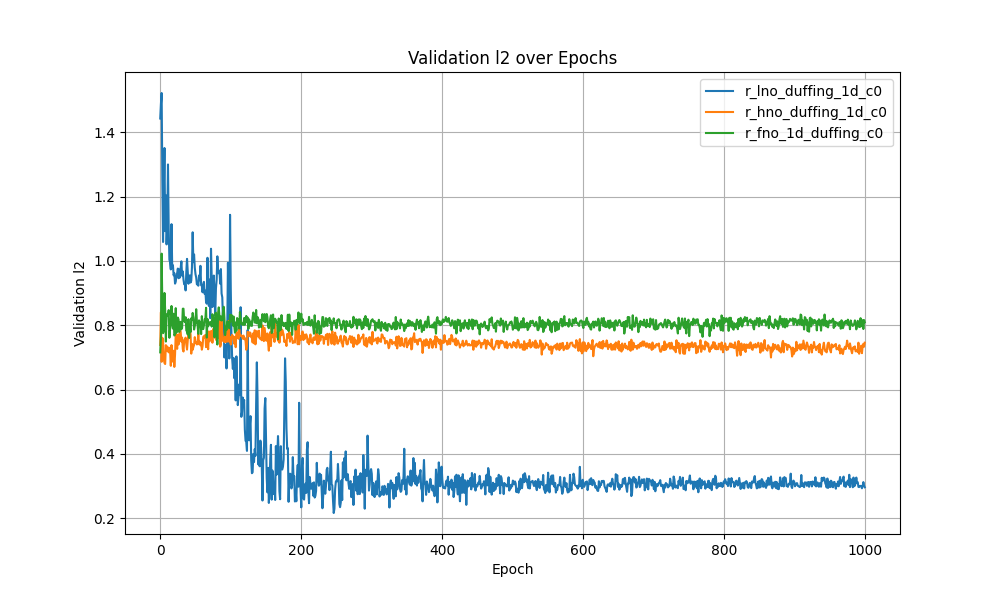 Validation l2 over Epochs
r_lno_duffing_1d_c0
r_hno_duffing_1d_c0
r_fno_1d_duffing_c0
Validation l2
1.4
1.2
1.0
0.8
0.6
0.4
0.2
0 200 400 600 800 1000
Epoch